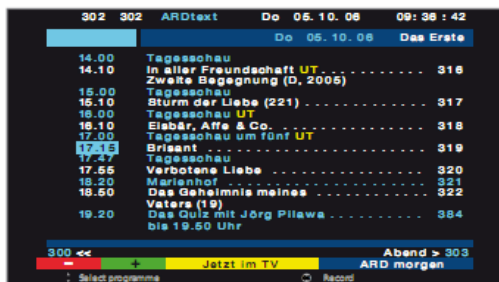 302 302 ARDtext Do 05.10.06 09:36:42
Do 05.10.06 Das Erste
14.00 Tagesschau
14.10 In aller Freundschaft UT............ 316
Zweite Begegnung (D, 2005)
15.00 Tagesschau
15.10 Sturm der Liebe (221) .............. 317
16.00 Tagesschau UT
16.10 Eisbär, Affe & Co. ................. 318
17.00 Tagesschau um fünf UT
17.15 Brisant ............................ 319
17.47 Tagesschau
17.55 Verbotene Liebe .................... 320
18.20 Marienhof .......................... 321
18.50 Das Geheimnis meines ............... 322
Vaters (19)
19.20 Das Quiz mit Jörg Pilawa ........... 384
bis 19.50 Uhr
300 << Abend > 303
- + Jetzt im TV ARD morgen
Select programme Record